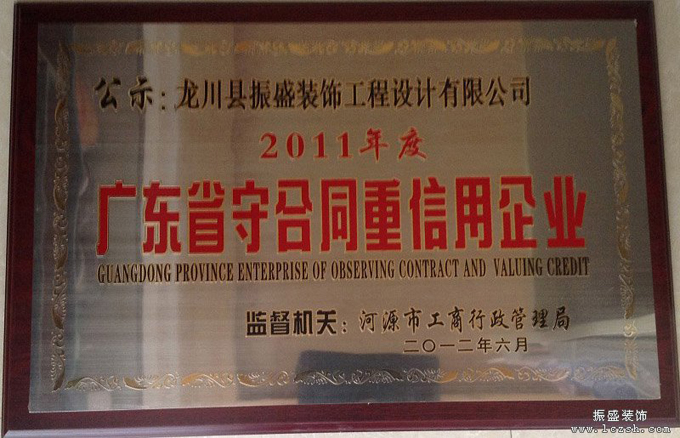 公示：龙川县振盛装饰工程设计有限公司
2011年度
广东省守合同重信用企业
GUANGDONG PROVINCE ENTERPRISE OF OBSERVING CONTRACT AND VALUING CREDIT
监督机关：河源市工商行政管理局
二〇一二年六月
振盛装饰
www.lczsh.com